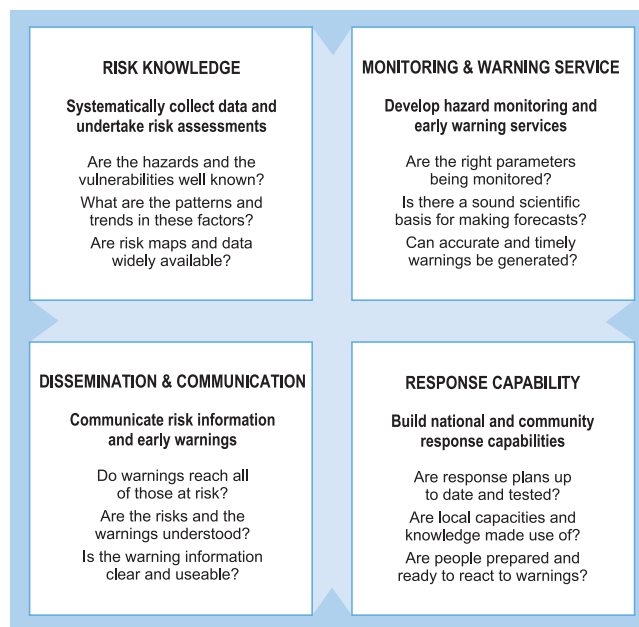 RISK KNOWLEDGE
Systematically collect data and
undertake risk assessments
Are the hazards and the
vulnerabilities well known?
What are the patterns and
trends in these factors?
Are risk maps and data
widely available?
MONITORING & WARNING SERVICE
Develop hazard monitoring and
early warning services
Are the right parameters
being monitored?
Is there a sound scientific
basis for making forecasts?
Can accurate and timely
warnings be generated?
DISSEMINATION & COMMUNICATION
Communicate risk information
and early warnings
Do warnings reach all
of those at risk?
Are the risks and the
warnings understood?
Is the warning information
clear and useable?
RESPONSE CAPABILITY
Build national and community
response capabilities
Are response plans up
to date and tested?
Are local capacities and
knowledge made use of?
Are people prepared and
ready to react to warnings?